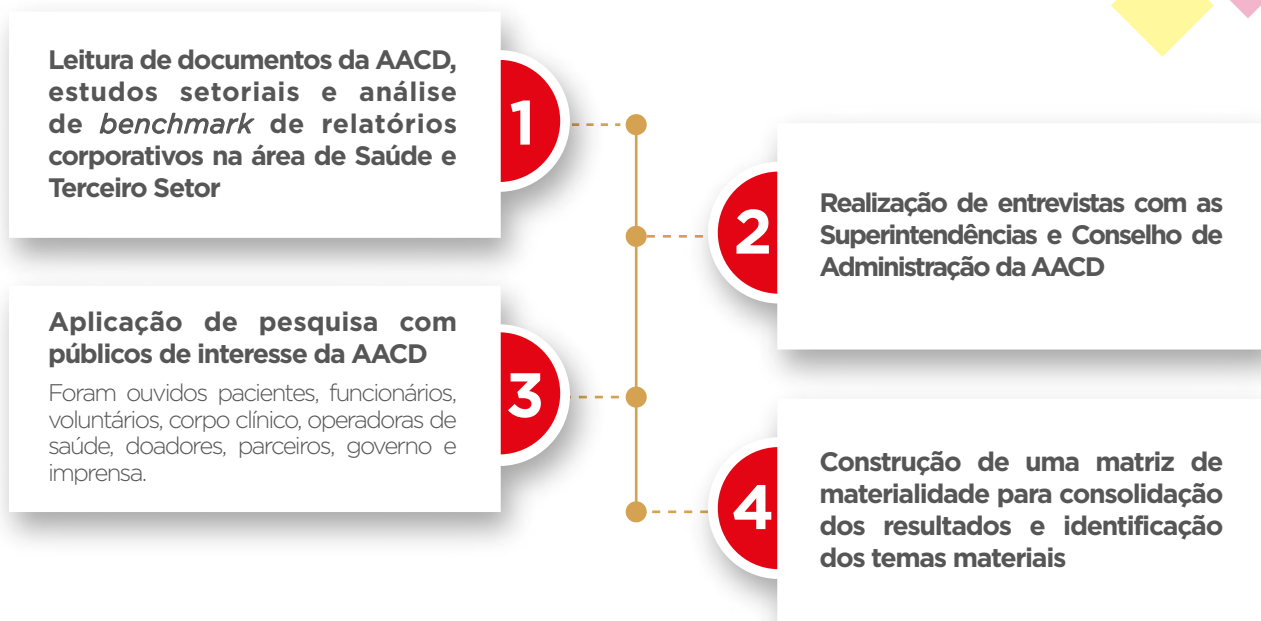 Leitura de documentos da AACD,
estudos setoriais e análise
de benchmark de relatórios
corporativos na área de Saúde e
Terceiro Setor
1
2
Realização de entrevistas com as
Superintendências e Conselho de
Administração da AACD
Aplicação de pesquisa com
públicos de interesse da AACD
Foram ouvidos pacientes, funcionários,
voluntários, corpo clínico, operadoras de
saúde, doadores, parceiros, governo e
imprensa.
3
4
Construção de uma matriz de
materialidade para consolidação
dos resultados e identificação
dos temas materiais